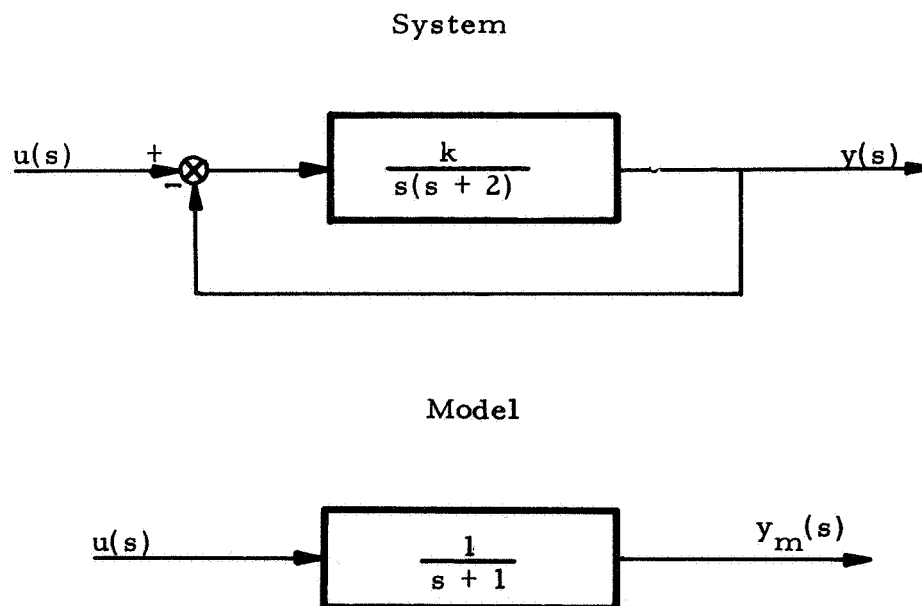 System
u(s)
+
-
k
s(s + 2)
y(s)
Model
u(s)
1
s + 1
y_m(s)